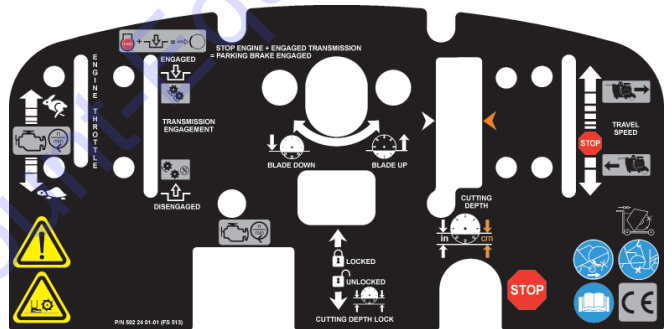 STOP ENGINE + ENGAGED TRANSMISSION
= PARKING BRAKE ENGAGED
ENGINE THROTTLE
n
min
ENGAGED
TRANSMISSION
ENGAGEMENT
N
DISENGAGED
BLADE DOWN
BLADE UP
TRAVEL
SPEED
STOP
CUTTING
DEPTH
in
cm
LOCKED
UNLOCKED
CUTTING DEPTH LOCK
STOP
CE
P/N 502 24 01-01 (FS 513)